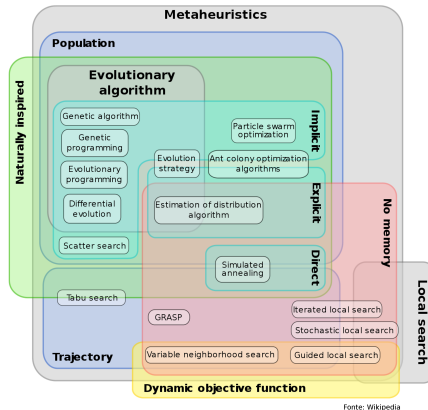 Metaheuristics
Population
Naturally inspired
Evolutionary
algorithm
Implicit
Genetic algorithm
Genetic
programming
Evolutionary
programming
Differential
evolution
Scatter search
Particle swarm
optimization
Evolution
strategy
Ant colony optimization
algorithms
Explicit
Estimation of distribution
algorithm
No memory
Direct
Simulated
annealing
Local search
Tabu search
GRASP
Iterated local search
Stochastic local search
Trajectory
Variable neighborhood search
Guided local search
Dynamic objective function
Fonte: Wikipedia